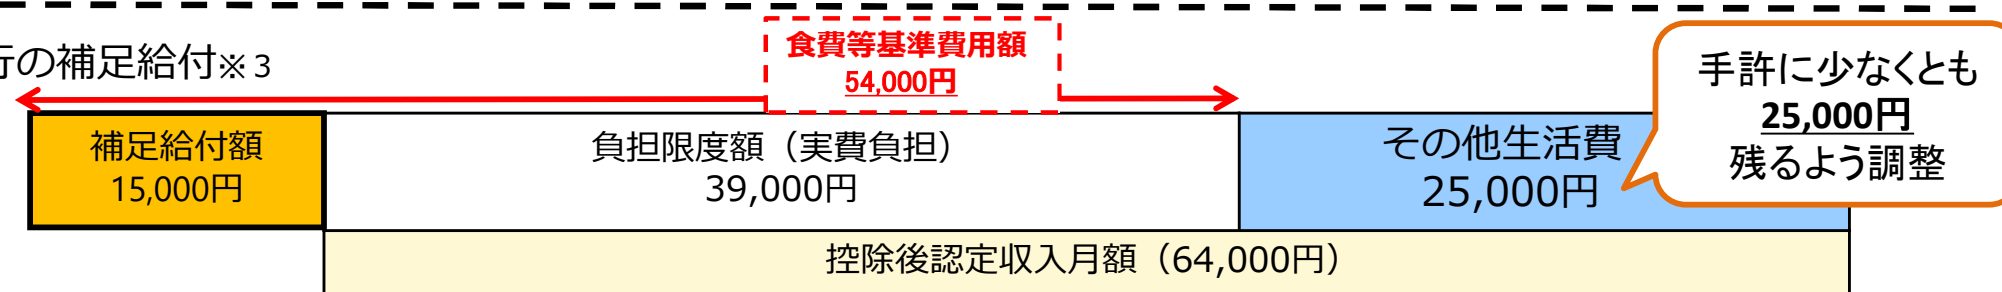 行の補足給付※3
食費等基準費用額
54,000円
手許に少なくとも
25,000円
残るよう調整
補足給付額
15,000円
負担限度額（実費負担）
39,000円
その他生活費
25,000円
控除後認定収入月額（64,000円）